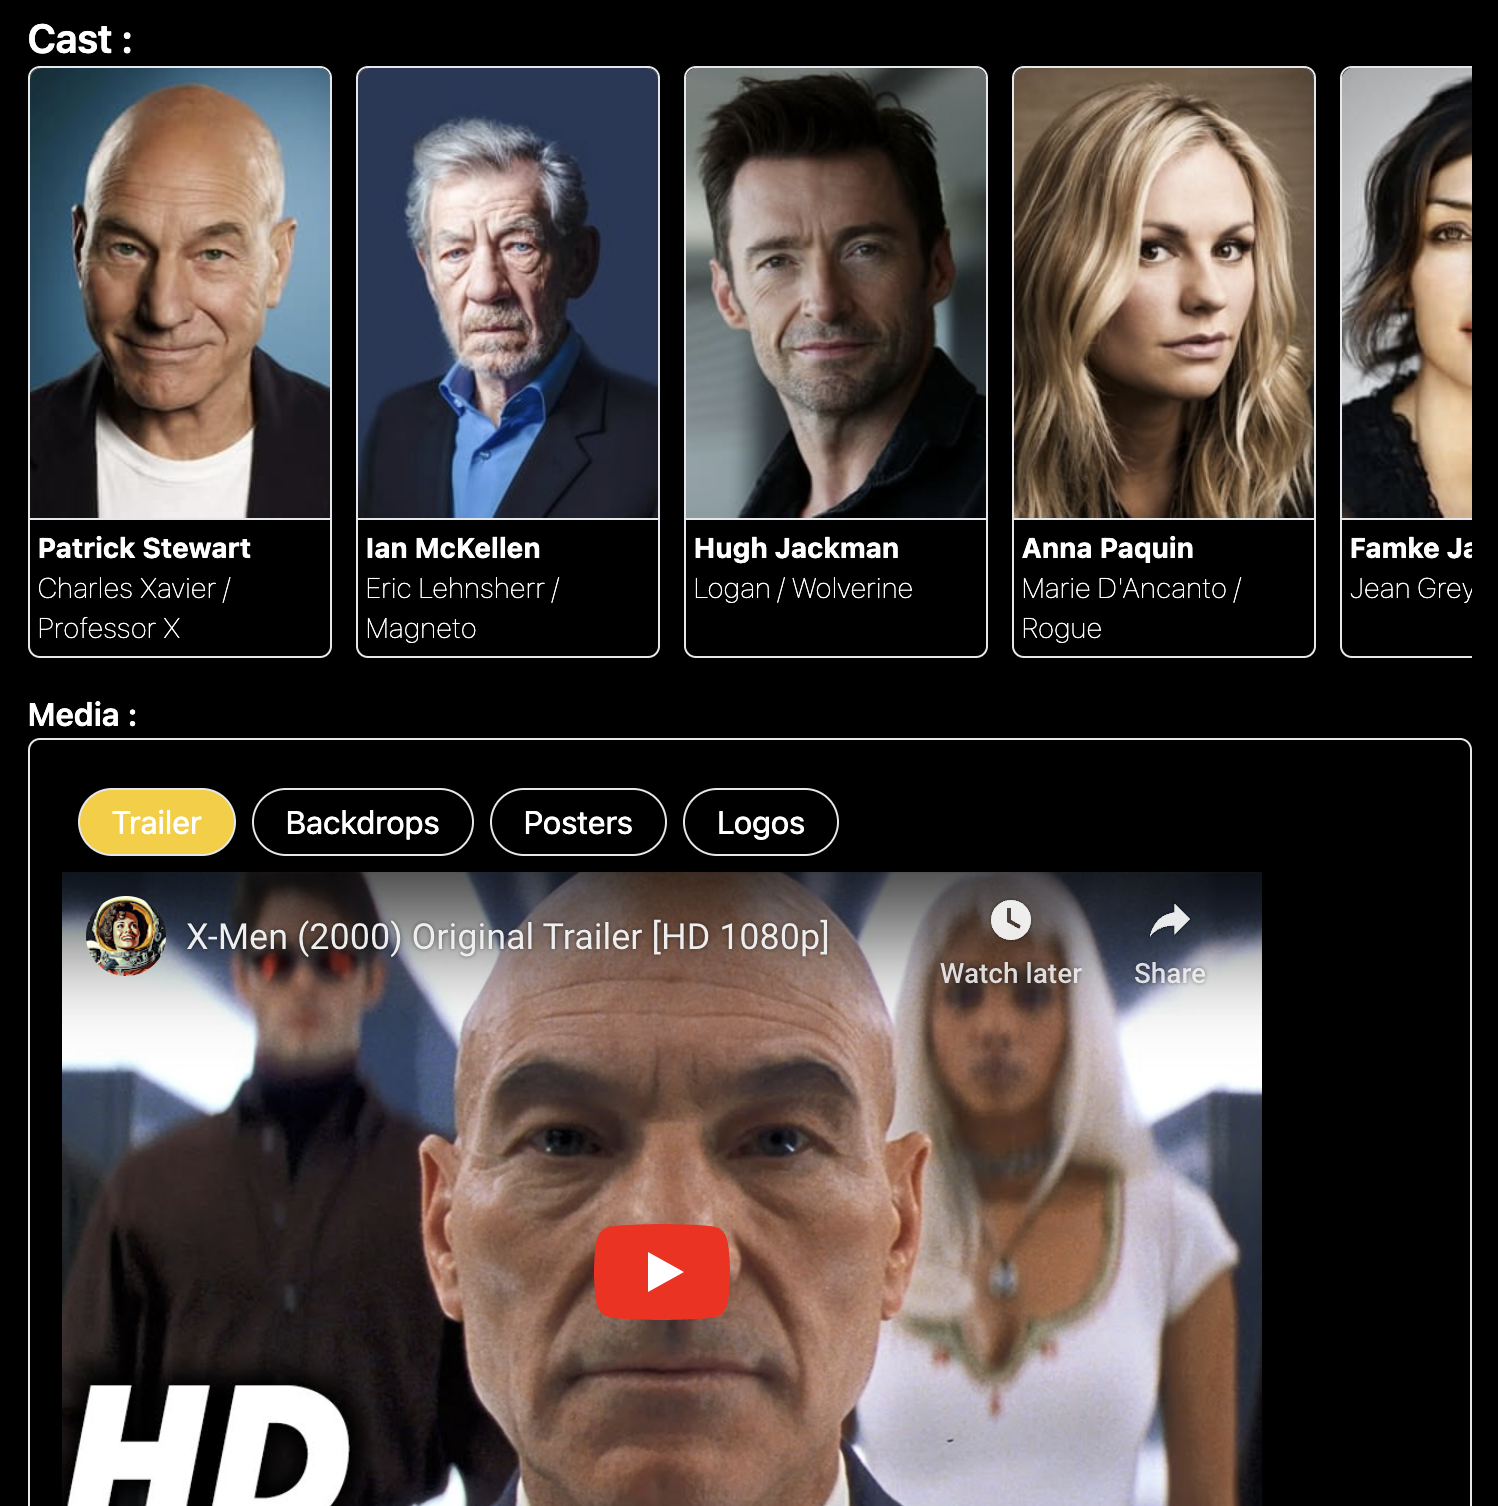 Cast :
Patrick Stewart
Charles Xavier /
Professor X
Ian McKellen
Eric Lehnsherr /
Magneto
Hugh Jackman
Logan / Wolverine
Anna Paquin
Marie D'Ancanto /
Rogue
Famke Ja
Jean Grey
Media :
Trailer
Backdrops
Posters
Logos
X-Men (2000) Original Trailer [HD 1080p]
Watch later
Share
HD